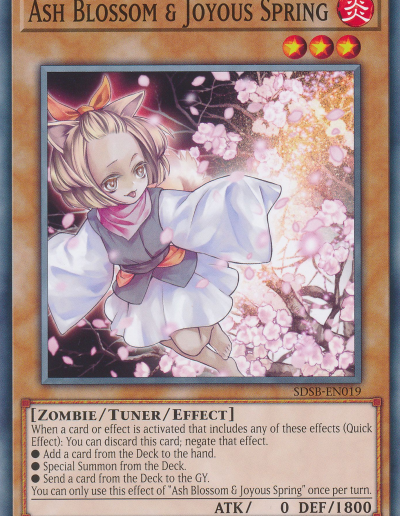 Ash Blossom & Joyous Spring
炎
SDSB-EN019
[Zombie/Tuner/Effect]
When a card or effect is activated that includes any of these effects (Quick
Effect): You can discard this card; negate that effect.
● Add a card from the Deck to the hand.
● Special Summon from the Deck.
● Send a card from the Deck to the GY.
You can only use this effect of "Ash Blossom & Joyous Spring" once per turn.
ATK/ 0 DEF/1800